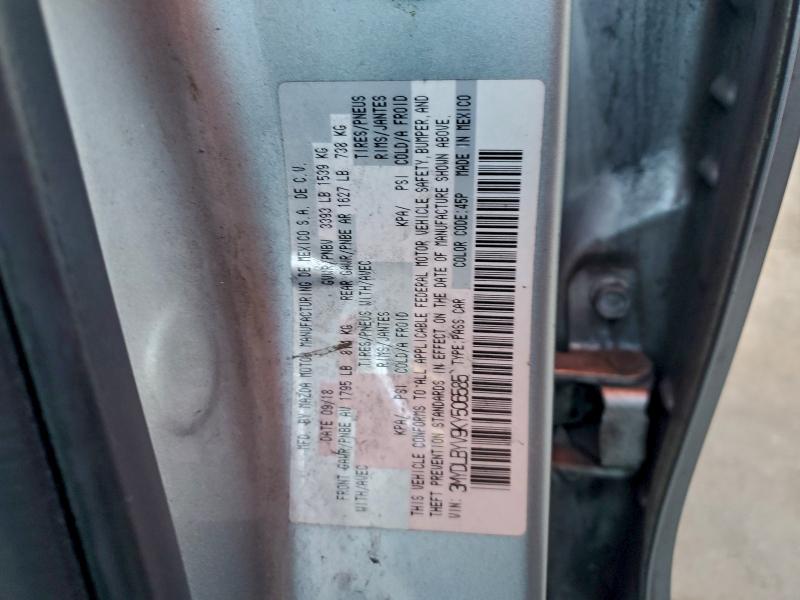 MFG. BY MAZDA MOTOR MANUFACTURING DE MEXICO S.A. DE C.V.
DATE 09/18 GVWR/PNBV 3393 LB 1539 KG
FRONT GAWR/PNBE AV 1795 LB 814 KG REAR GAWR/PNBE AR 1627 LB 738 KG
WITH/AVEC TIRES/PNEUS WITH/AVEC TIRES/PNEUS
RIMS/JANTES RIMS/JANTES
KPA/ PSI COLD/A FROID KPA/ PSI COLD/A FROID
THIS VEHICLE CONFORMS TO ALL APPLICABLE FEDERAL MOTOR VEHICLE SAFETY, BUMPER, AND
THEFT PREVENTION STANDARDS IN EFFECT ON THE DATE OF MANUFACTURE SHOWN ABOVE.
VIN: TYPE:PASS CAR COLOR CODE:45P MADE IN MEXICO